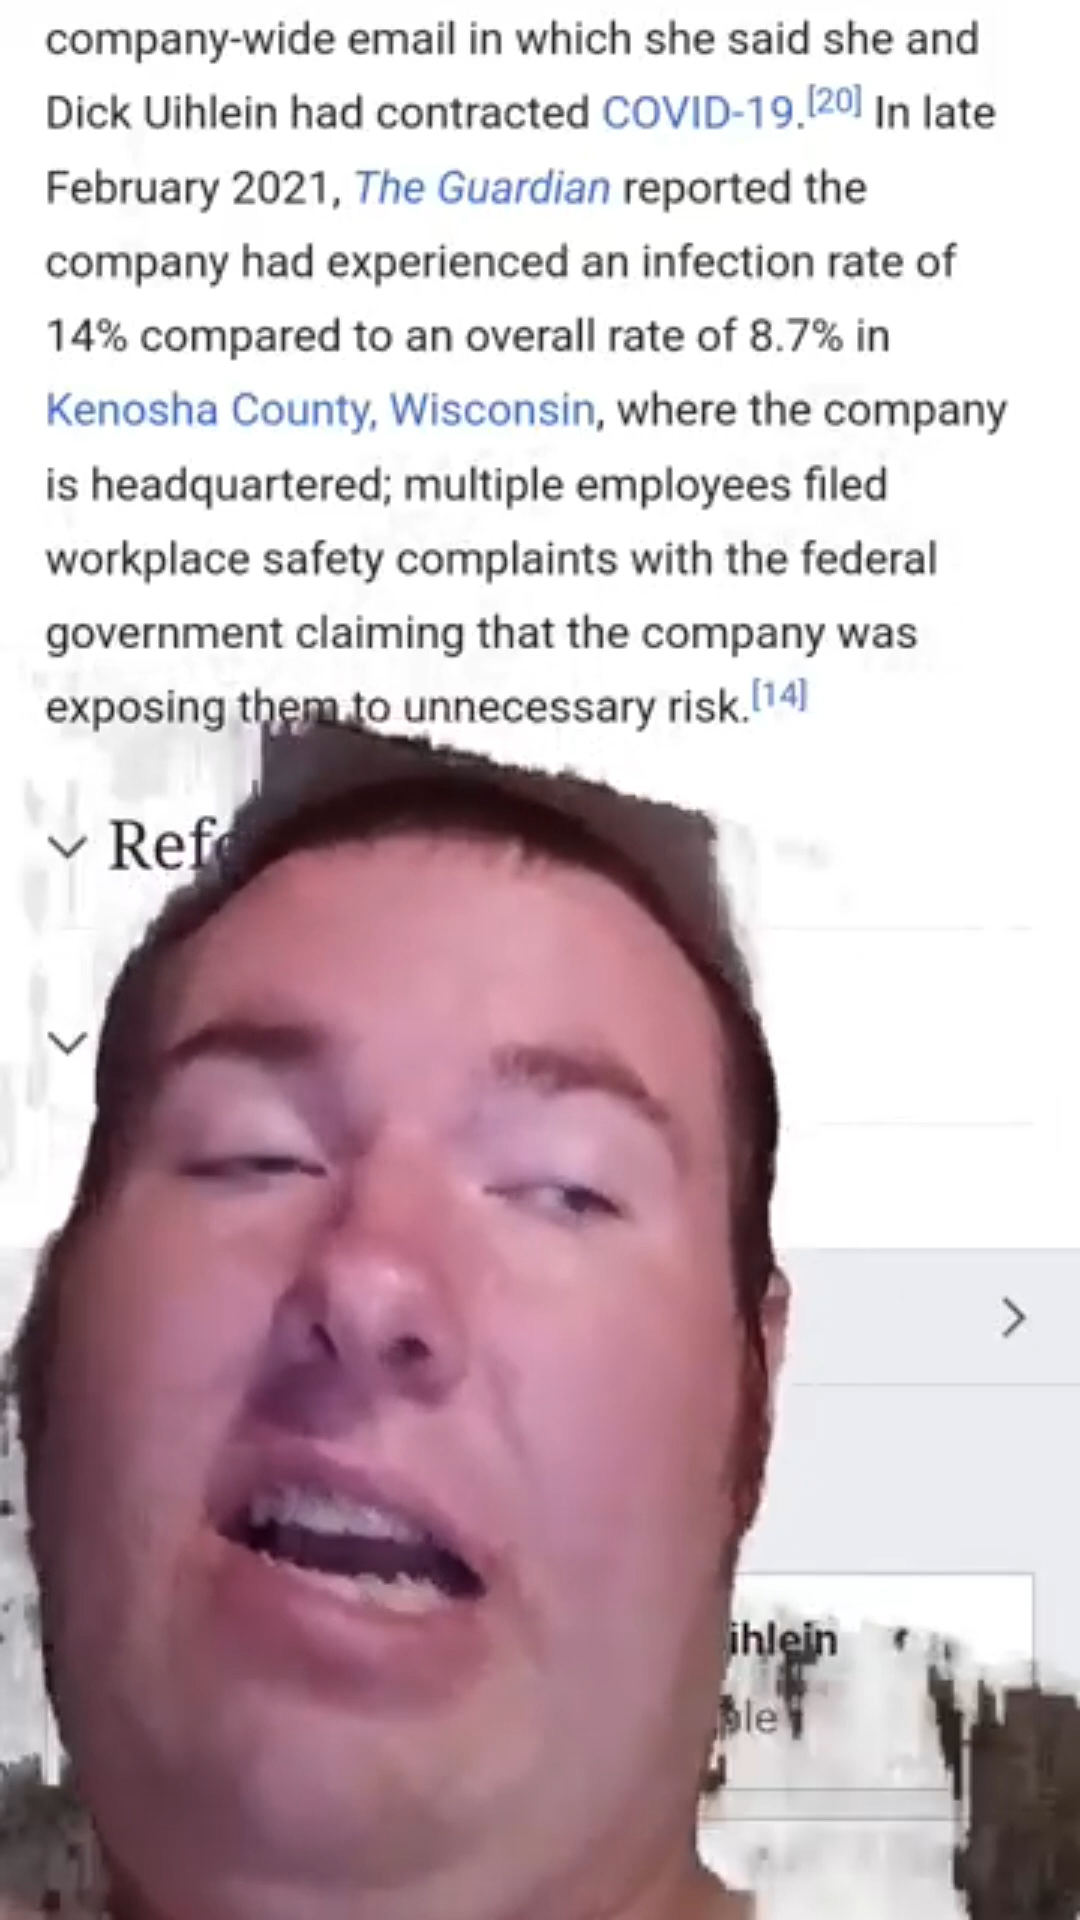 company-wide email in which she said she and
Dick Uihlein had contracted COVID-19.[20] In late
February 2021, The Guardian reported the
company had experienced an infection rate of
14% compared to an overall rate of 8.7% in
Kenosha County, Wisconsin, where the company
is headquartered; multiple employees filed
workplace safety complaints with the federal
government claiming that the company was
exposing them to unnecessary risk.[14]
Refe
ihlein
ple